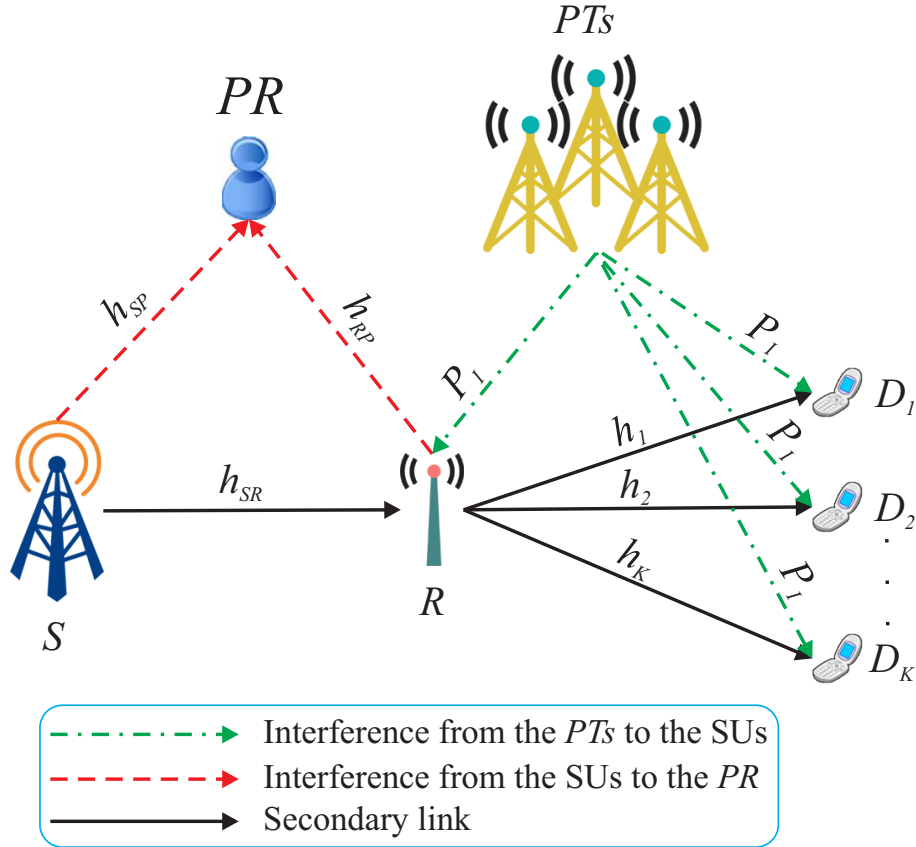 PTs
PR
h_SP
h_RP
P_I
P_I
P_I
P_I
D_1
h_1
h_SR
h_2
D_2
h_K
.
.
.
S
R
D_K
Interference from the PTs to the SUs
Interference from the SUs to the PR
Secondary link